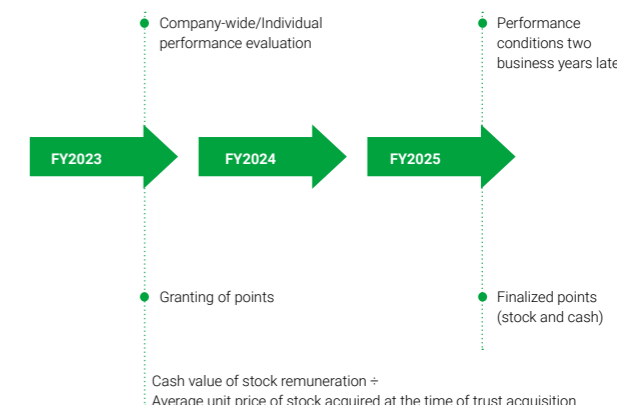 Company-wide/Individual
performance evaluation
Performance
conditions two
business years late
FY2023
FY2024
FY2025
Granting of points
Finalized points
(stock and cash)
Cash value of stock remuneration ÷
Average unit price of stock acquired at the time of trust acquisition